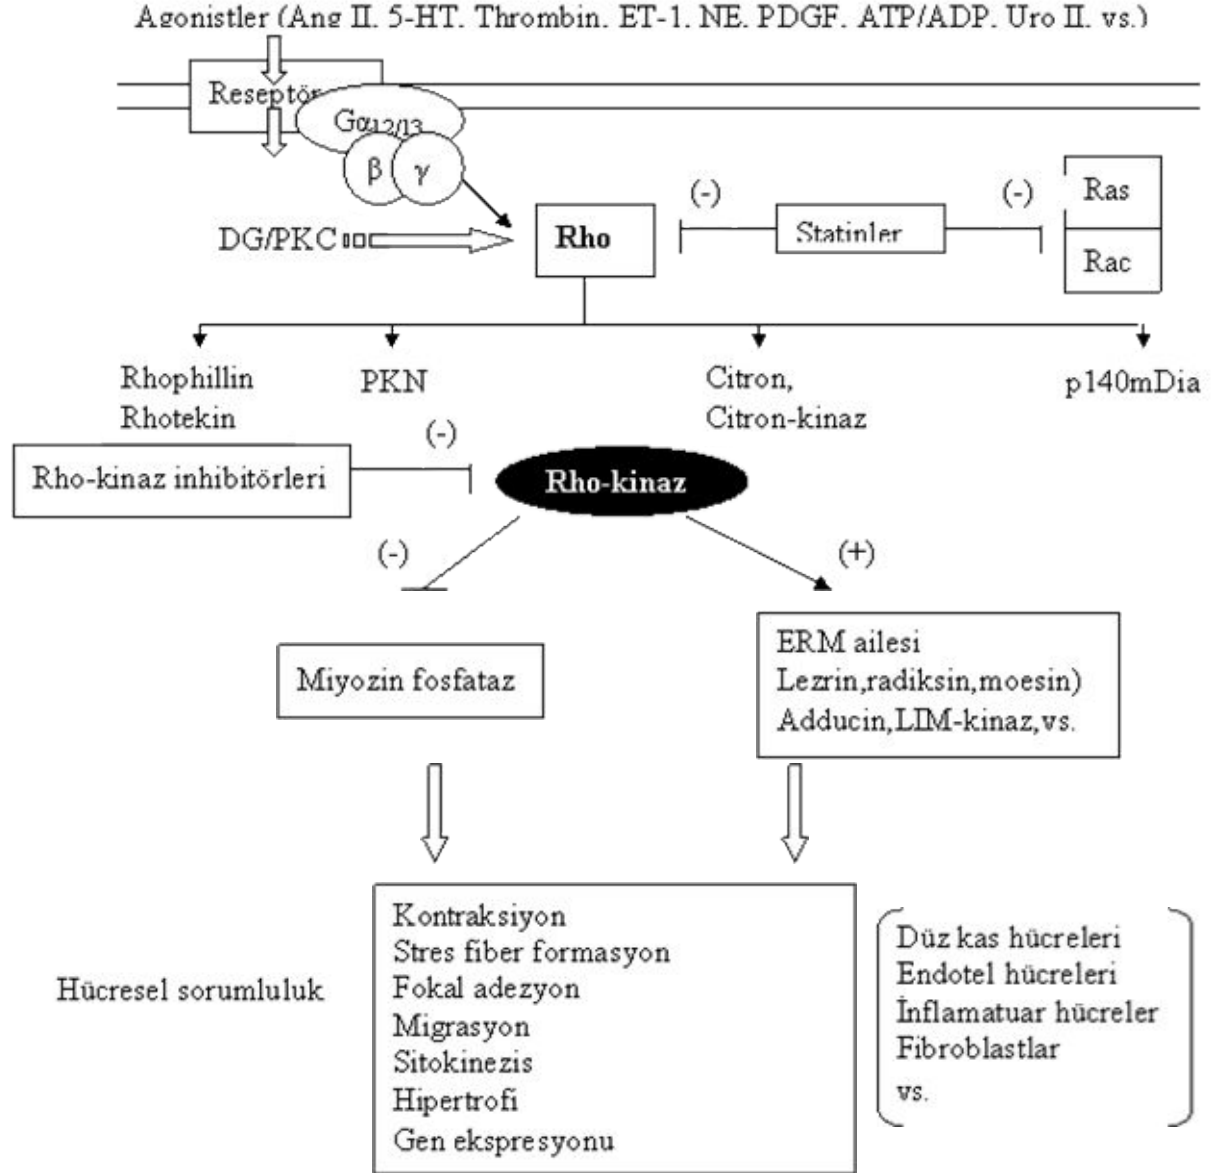 Agonistler (Ang II, 5-HT, Thrombin, ET-1, NE, PDGF, ATP/ADP, Uro II, vs.)
Reseptör
Gα12/13
β γ
(-) (-)
Ras
DG/PKC
Rho
Statinler
Rac
Rhophillin
Rhotekin
PKN
Citron,
Citron-kinaz
p140mDia
(-)
Rho-kinaz inhibitörleri
Rho-kinaz
(-) (+)
Miyozin fosfataz
ERM ailesi
Lezrin,radiksin,moesin)
Adducin,LIM-kinaz,vs.
Hücresel sorumluluk
Kontraksiyon
Stres fiber formasyon
Fokal adezyon
Migrasyon
Sitokinezis
Hipertrofi
Gen ekspresyonu
Düz kas hücreleri
Endotel hücreleri
İnflamatuar hücreler
Fibroblastlar
vs.